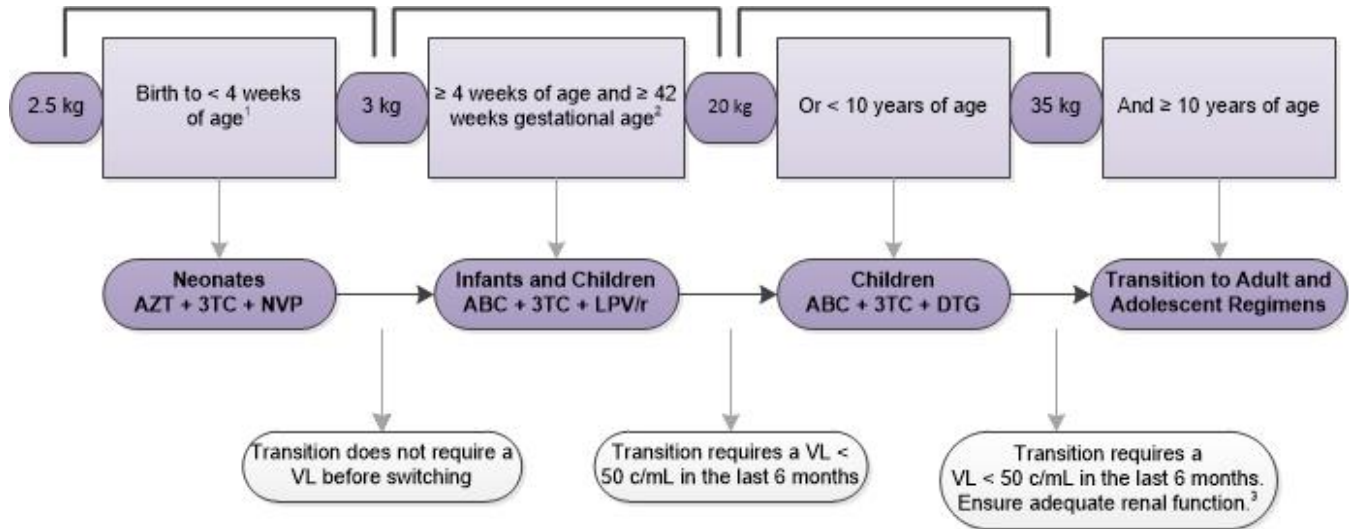 2.5 kg
Birth to < 4 weeks
of age¹
3 kg
≥ 4 weeks of age and ≥ 42
weeks gestational age²
20 kg
Or < 10 years of age
35 kg
And ≥ 10 years of age
Neonates
AZT + 3TC + NVP
Infants and Children
ABC + 3TC + LPV/r
Children
ABC + 3TC + DTG
Transition to Adult and
Adolescent Regimens
Transition does not require a
VL before switching
Transition requires a VL <
50 c/mL in the last 6 months
Transition requires a
VL < 50 c/mL in the last 6 months.
Ensure adequate renal function.³